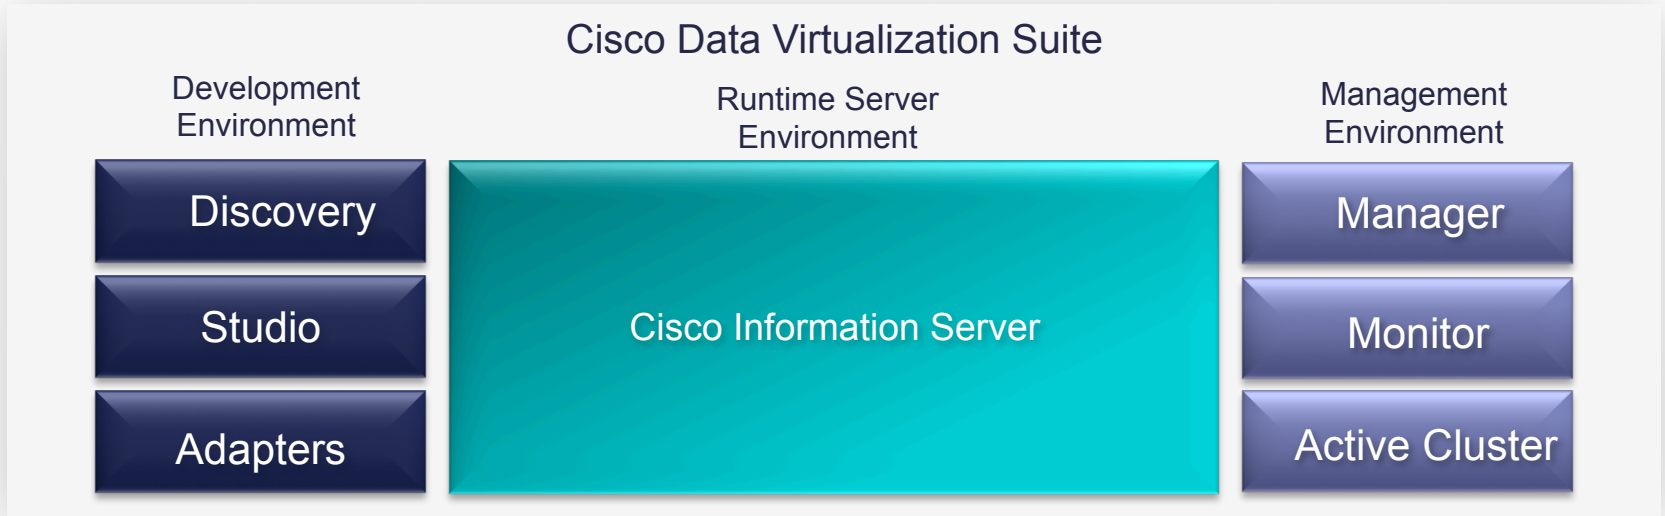 Cisco Data Virtualization Suite
Development
Environment
Discovery
Studio
Adapters
Runtime Server
Environment
Cisco Information Server
Management
Environment
Manager
Monitor
Active Cluster